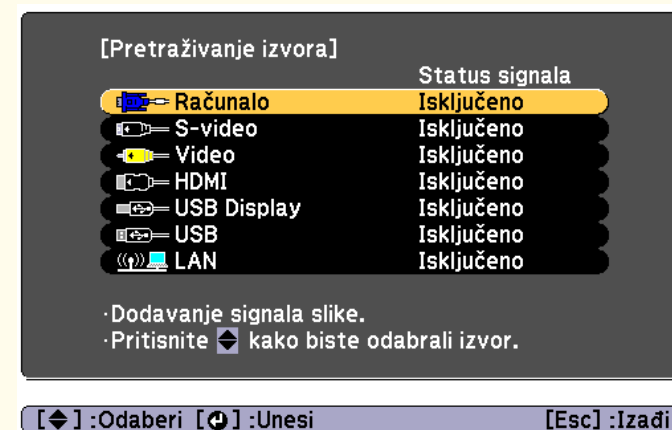 [Pretraživanje izvora]
Status signala
Računalo Isključeno
S-video Isključeno
Video Isključeno
HDMI Isključeno
USB Display Isključeno
USB Isključeno
LAN Isključeno
·Dodavanje signala slike.
·Pritisnite kako biste odabrali izvor.
[ ] :Odaberi [ ] :Unesi [Esc] :Izađi